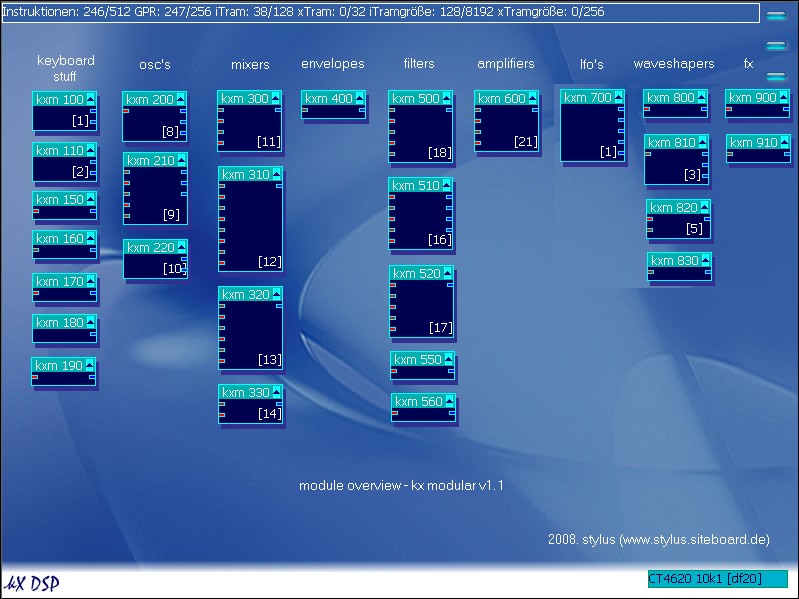 Instruktionen: 246/512 GPR: 247/256 iTram: 38/128 xTram: 0/32 iTramgröße: 128/8192 xTramgröße: 0/256
keyboard
stuff
kxm 100
[1]
kxm 110
[2]
kxm 150
kxm 160
kxm 170
kxm 180
kxm 190
osc's
kxm 200
[8]
kxm 210
[9]
kxm 220
[10]
mixers
kxm 300
[11]
kxm 310
[12]
kxm 320
[13]
kxm 330
[14]
envelopes
kxm 400
filters
kxm 500
[18]
kxm 510
[16]
kxm 520
[17]
kxm 550
kxm 560
amplifiers
kxm 600
[21]
lfo's
kxm 700
[1]
waveshapers
kxm 800
kxm 810
[3]
kxm 820
[5]
kxm 830
fx
kxm 900
kxm 910
module overview - kx modular v1.1
2008. stylus (www.stylus.siteboard.de)
kX DSP
CT4620 10k1 [df20]